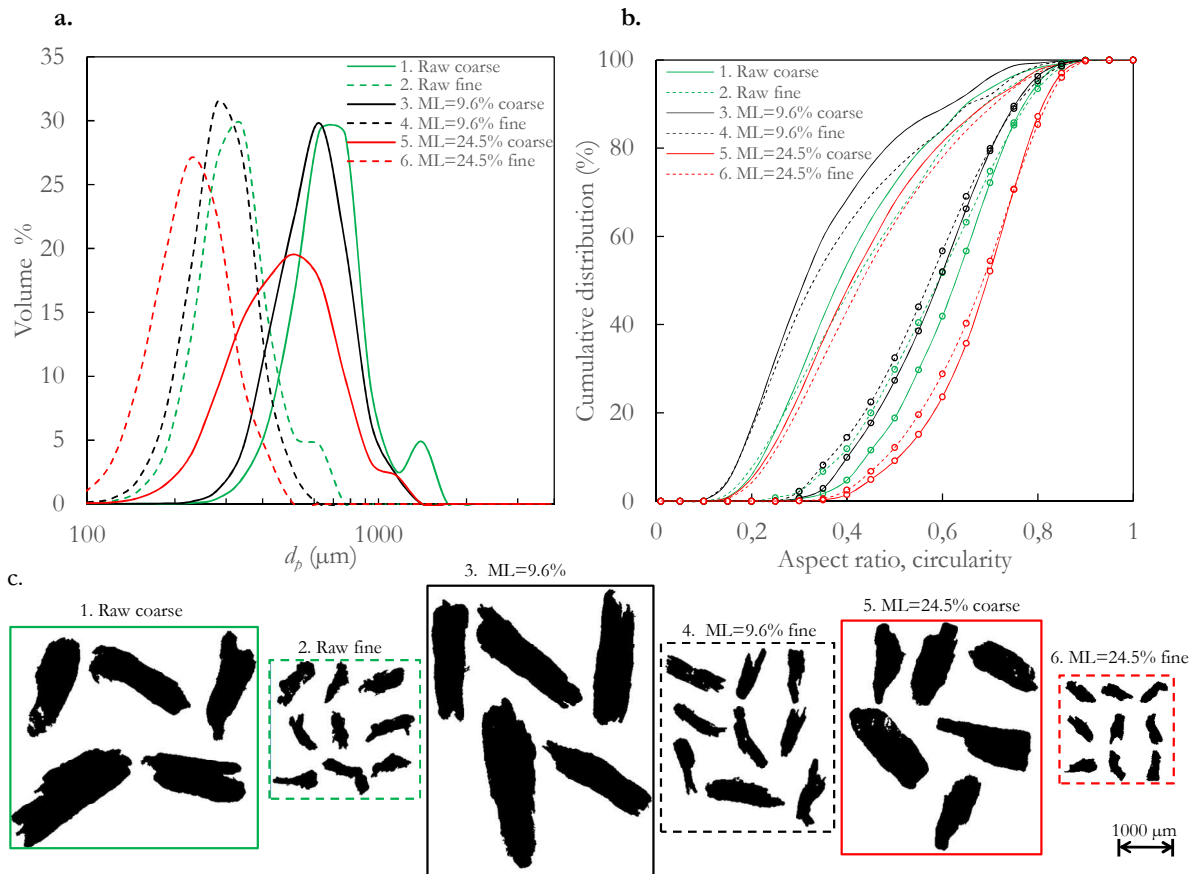 a.
35
30
25
20
15
10
5
0
Volume %
1. Raw coarse
2. Raw fine
3. ML=9.6% coarse
4. ML=9.6% fine
5. ML=24.5% coarse
6. ML=24.5% fine
100
1000
dp (µm)
b.
100
80
60
40
20
0
Cumulative distribution (%)
1. Raw coarse
2. Raw fine
3. ML=9.6% coarse
4. ML=9.6% fine
5. ML=24.5% coarse
6. ML=24.5% fine
0 0,2 0,4 0,6 0,8 1
Aspect ratio, circularity
c.
1. Raw coarse
2. Raw fine
3. ML=9.6%
4. ML=9.6% fine
5. ML=24.5% coarse
6. ML=24.5% fine
1000 µm